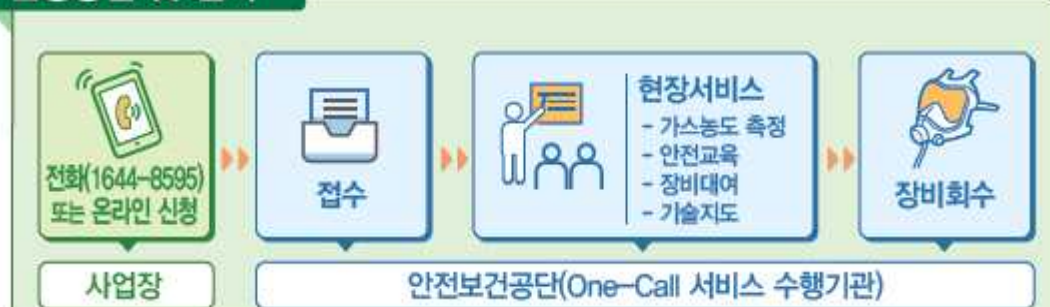 전화(1644-8595)
또는 온라인 신청
접수
현장서비스
- 가스농도 측정
- 안전교육
- 장비대여
- 기술지도
장비회수
사업장
안전보건공단(One-Call 서비스 수행기관)